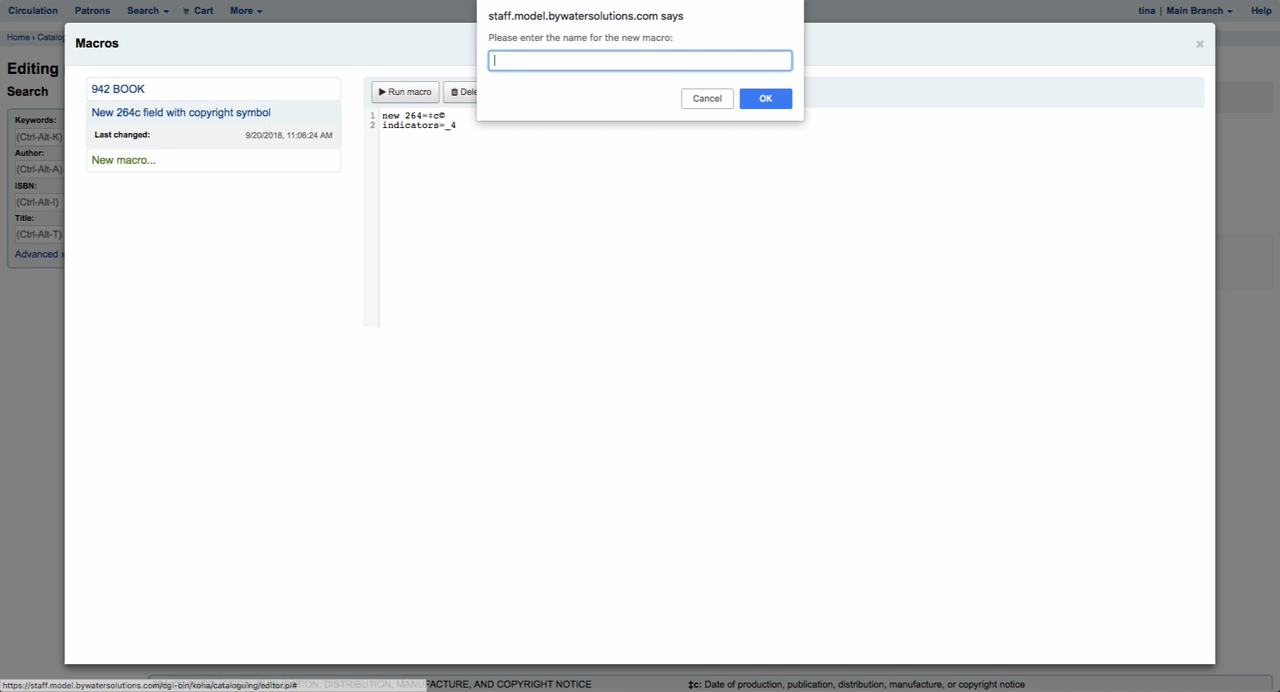 Circulation Patrons Search Cart More tina | Main Branch Help
Home › Catalog
Editing
Search
Keywords:
(Ctrl-Alt-K)
Author:
(Ctrl-Alt-A)
ISBN:
(Ctrl-Alt-I)
Title:
(Ctrl-Alt-T)
Advanced »
Macros
×
942 BOOK
New 264c field with copyright symbol
Last changed: 9/20/2018, 11:06:24 AM
New macro...
Run macro Dele
1 new 264=‡c©
2 indicators=_4
staff.model.bywatersolutions.com says
Please enter the name for the new macro:
Cancel OK
https://staff.model.bywatersolutions.com/cgi-bin/koha/cataloguing/editor.pl#
TION, DISTRIBUTION, MANUFACTURE, AND COPYRIGHT NOTICE
‡c: Date of production, publication, distribution, manufacture, or copyright notice